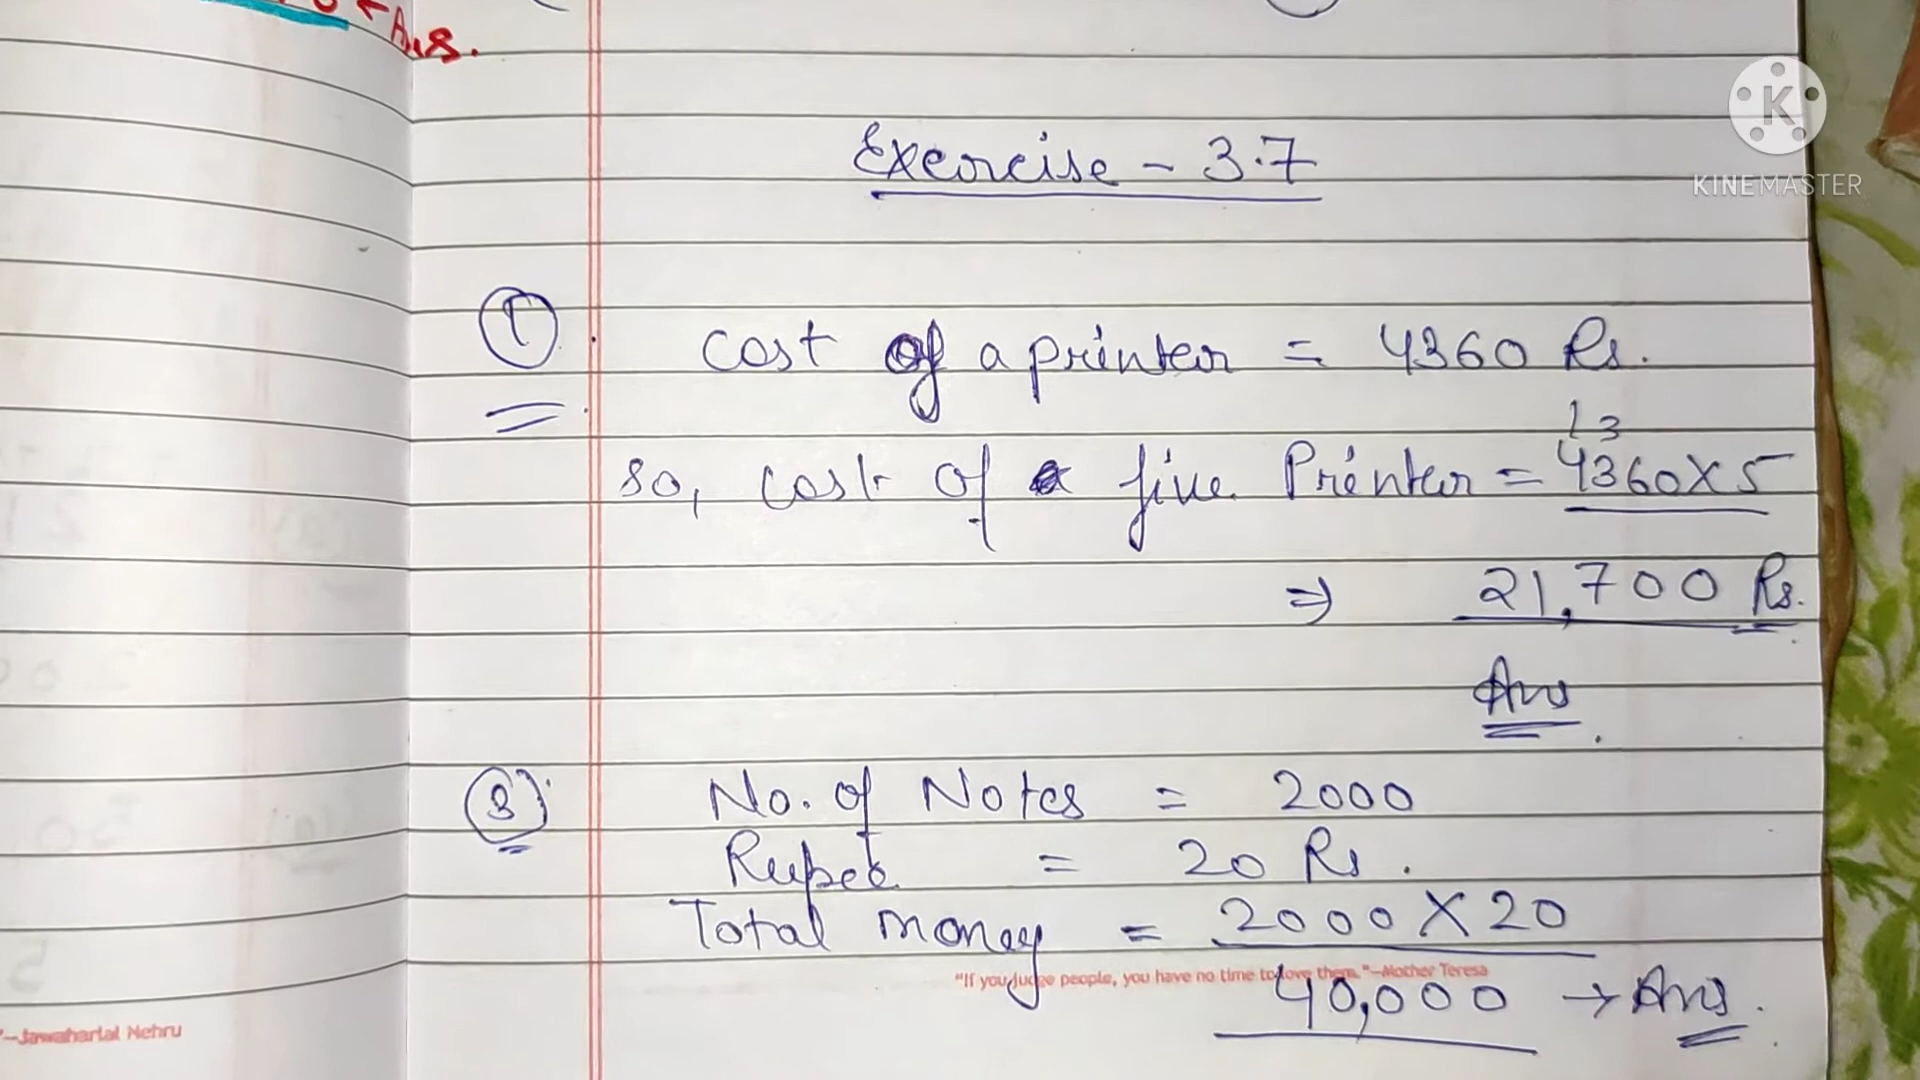 Ans.
Exercise - 3.7
KINEMASTER
1
Cost of a printer = 4360 Rs.
13
so, cost of five Printer = 4360 X 5
⇒ 21,700 Rs.
Ans.
3
No. of Notes = 2000
Rupee = 20 Rs.
Total money = 2000 X 20
"If you judge people, you have no time to love them."–Mother Teresa
40,000 → Ans.
"–Jawaharlal Nehru